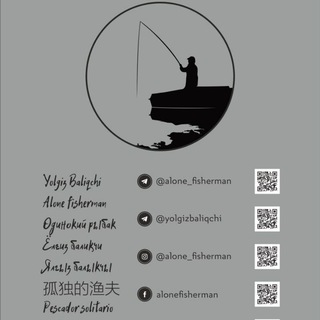 Yolgiz Baliqchi
Alone Fisherman
Одинокий рыбак
Ёлғиз балиқчи
Ялгыз балыкчы
孤独的渔夫
Pescador solitario
@alone_fisherman
@yolgizbaliqchi
@alone_fisherman
alonefisherman